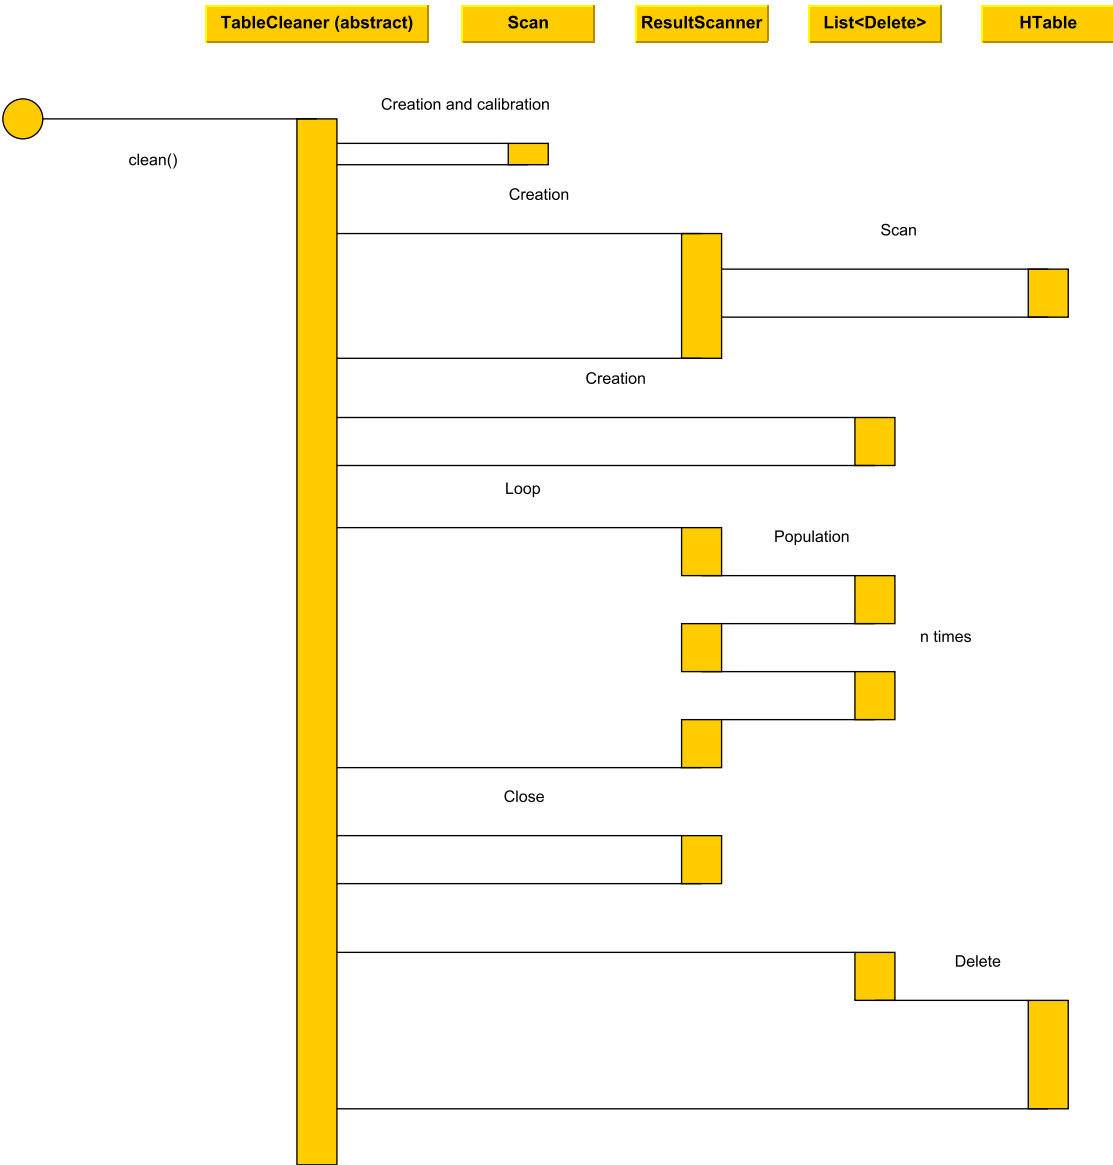 TableCleaner (abstract)
Scan
ResultScanner
List<Delete>
HTable
Creation and calibration
clean()
Creation
Scan
Creation
Loop
Population
n times
Close
Delete